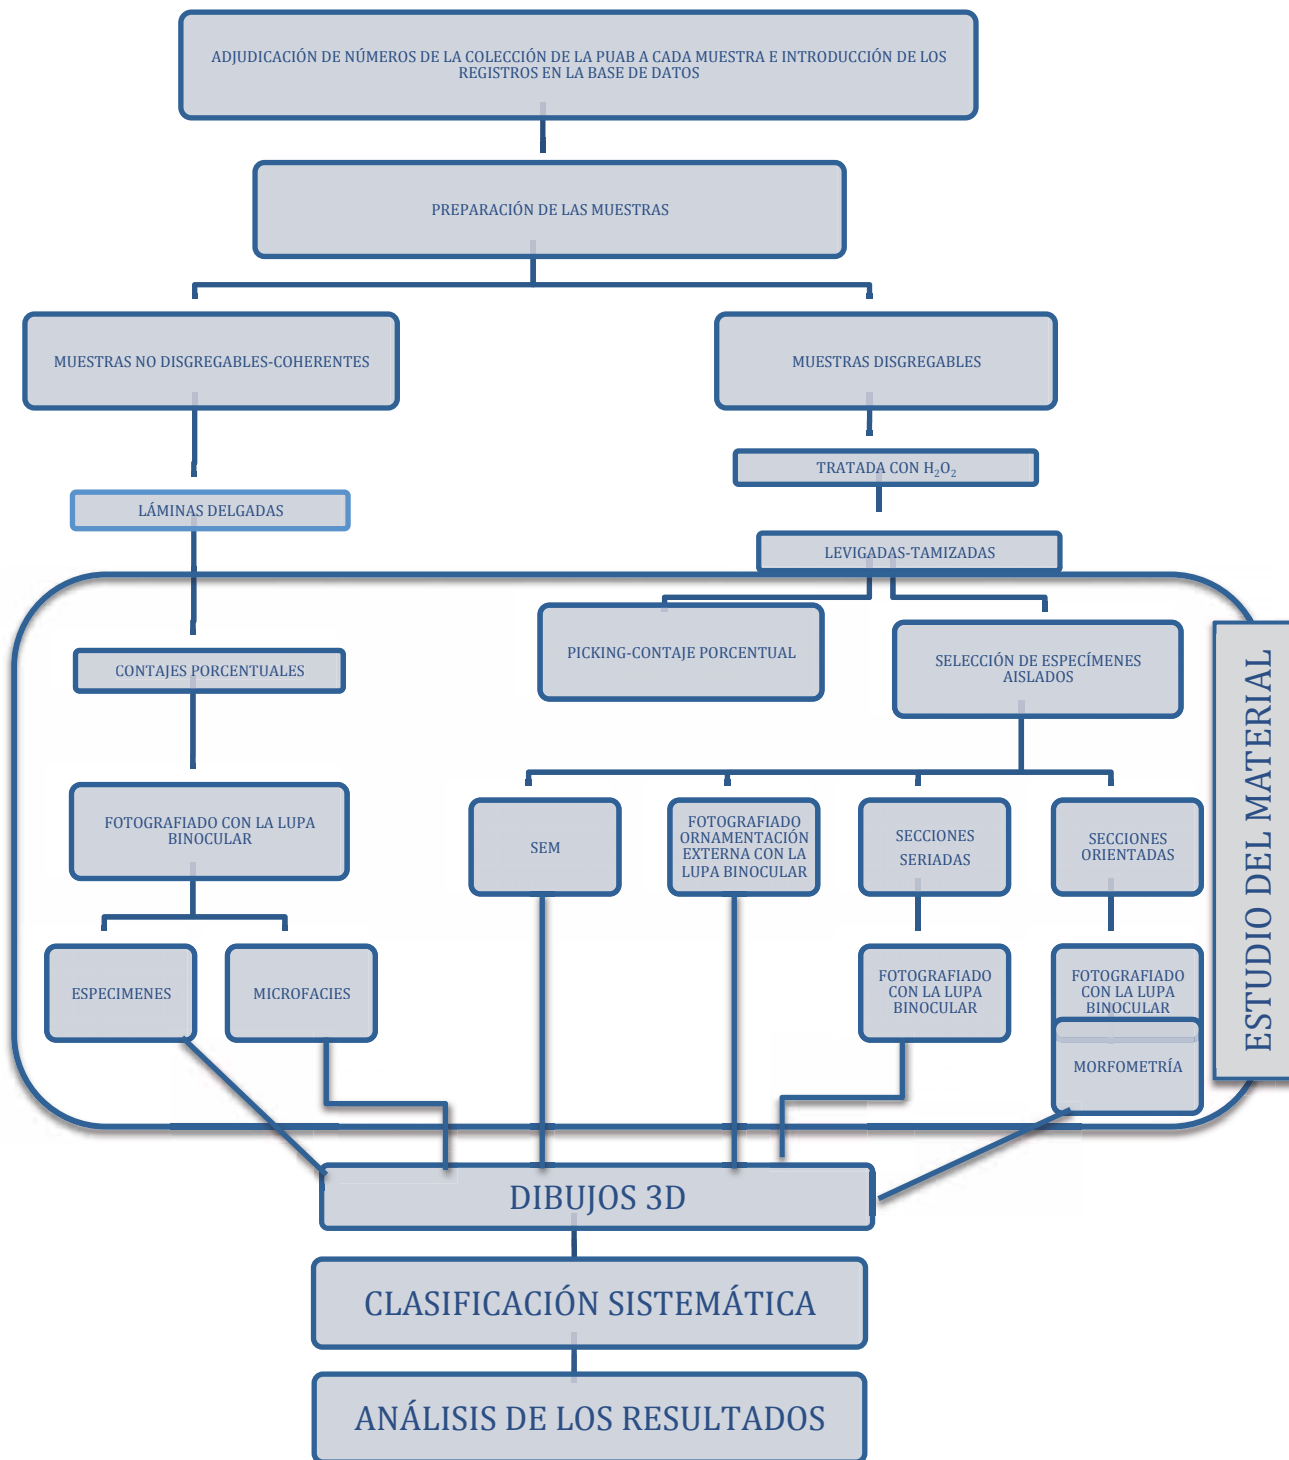 ADJUDICACIÓN DE NÚMEROS DE LA COLECCIÓN DE LA PUAB A CADA MUESTRA E INTRODUCCIÓN DE LOS
REGISTROS EN LA BASE DE DATOS
PREPARACIÓN DE LAS MUESTRAS
MUESTRAS NO DISGREGABLES-COHERENTES
MUESTRAS DISGREGABLES
TRATADA CON H₂O₂
LÁMINAS DELGADAS
LEVIGADAS-TAMIZADAS
CONTAJES PORCENTUALES
PICKING-CONTAJE PORCENTUAL
SELECCIÓN DE ESPECÍMENES
AISLADOS
ESTUDIO DEL MATERIAL
FOTOGRAFIADO CON LA LUPA
BINOCULAR
SEM
FOTOGRAFIADO
ORNAMENTACIÓN
EXTERNA CON LA
LUPA BINOCULAR
SECCIONES
SERIADAS
SECCIONES
ORIENTADAS
ESPECIMENES
MICROFACIES
FOTOGRAFIADO
CON LA LUPA
BINOCULAR
FOTOGRAFIADO
CON LA LUPA
BINOCULAR
MORFOMETRÍA
DIBUJOS 3D
CLASIFICACIÓN SISTEMÁTICA
ANÁLISIS DE LOS RESULTADOS